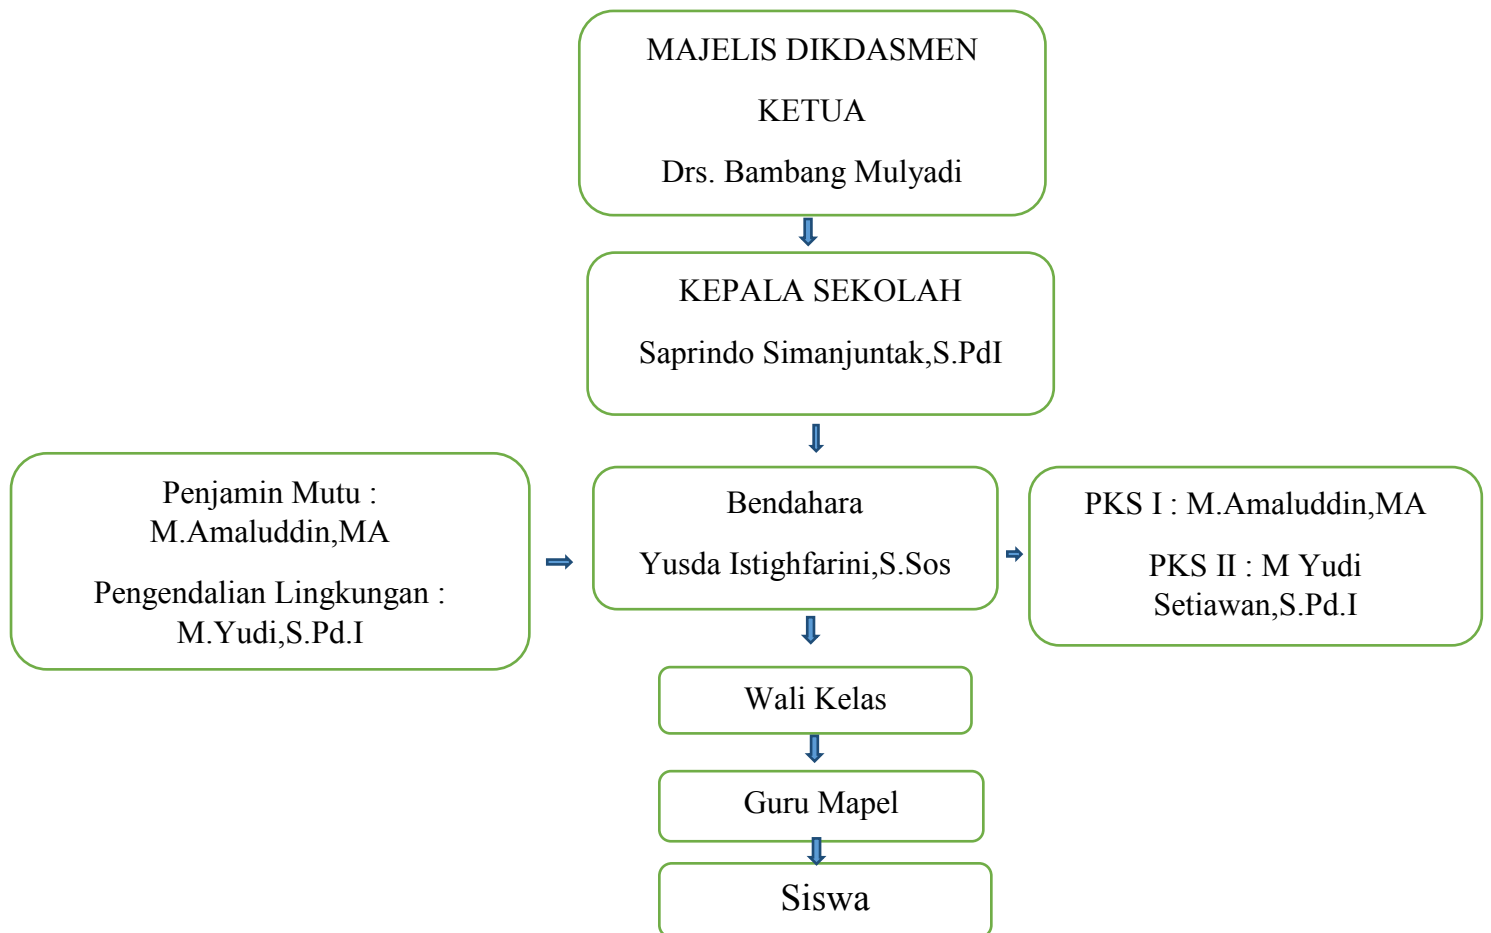 MAJELIS DIKDASMEN
KETUA
Drs. Bambang Mulyadi
KEPALA SEKOLAH
Saprindo Simanjuntak,S.PdI
Penjamin Mutu :
M.Amaluddin,MA
Pengendalian Lingkungan :
M.Yudi,S.Pd.I
Bendahara
Yusda Istighfarini,S.Sos
PKS I : M.Amaluddin,MA
PKS II : M Yudi
Setiawan,S.Pd.I
Wali Kelas
Guru Mapel
Siswa